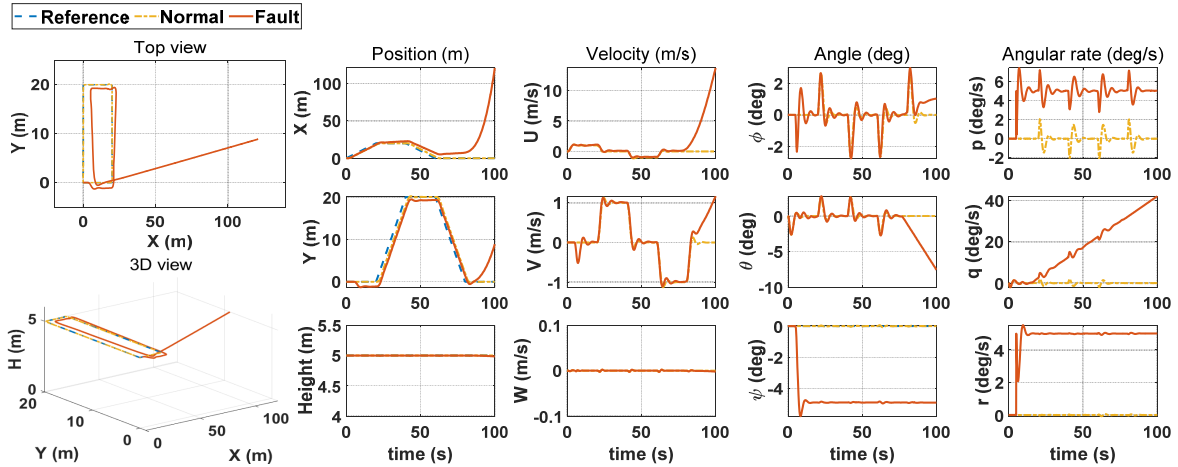 Reference Normal Fault
Top view
20
10
0
Y (m)
0 50 100
X (m)
3D view
5
0
H (m)
20
10
0
Y (m)
0
50
100
X (m)
Position (m)
100
50
0
X (m)
0 50 100
20
10
0
Y (m)
0 50 100
5.5
5
4.5
4
Height (m)
0 50 100
time (s)
Velocity (m/s)
10
5
0
U (m/s)
0 50 100
1
0
-1
V (m/s)
0 50 100
0.1
0
-0.1
W (m/s)
0 50 100
time (s)
Angle (deg)
2
0
-2
ϕ (deg)
0 50 100
0
-5
-10
θ (deg)
0 50 100
0
-2
-4
ψ (deg)
0 50 100
time (s)
Angular rate (deg/s)
6
4
2
0
-2
p (deg/s)
0 50 100
40
20
0
q (deg/s)
0 50 100
4
2
0
r (deg/s)
0 50 100
time (s)